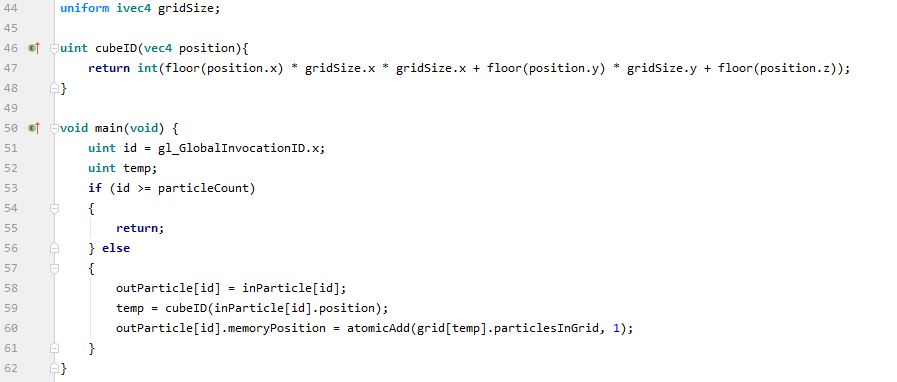 44 uniform ivec4 gridSize;
45
46 uint cubeID(vec4 position){
47 return int(floor(position.x) * gridSize.x * gridSize.x + floor(position.y) * gridSize.y + floor(position.z));
48 }
49
50 void main(void) {
51 uint id = gl_GlobalInvocationID.x;
52 uint temp;
53 if (id >= particleCount)
54 {
55 return;
56 } else
57 {
58 outParticle[id] = inParticle[id];
59 temp = cubeID(inParticle[id].position);
60 outParticle[id].memoryPosition = atomicAdd(grid[temp].particlesInGrid, 1);
61 }
62 }